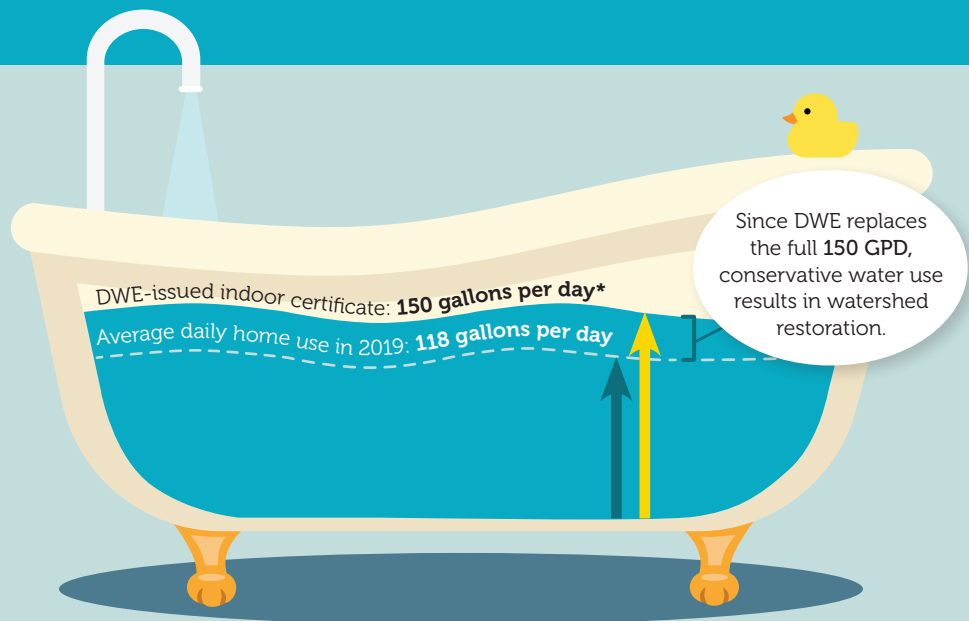 DWE-issued indoor certificate: 150 gallons per day*
Average daily home use in 2019: 118 gallons per day
Since DWE replaces
the full 150 GPD,
conservative water use
results in watershed
restoration.